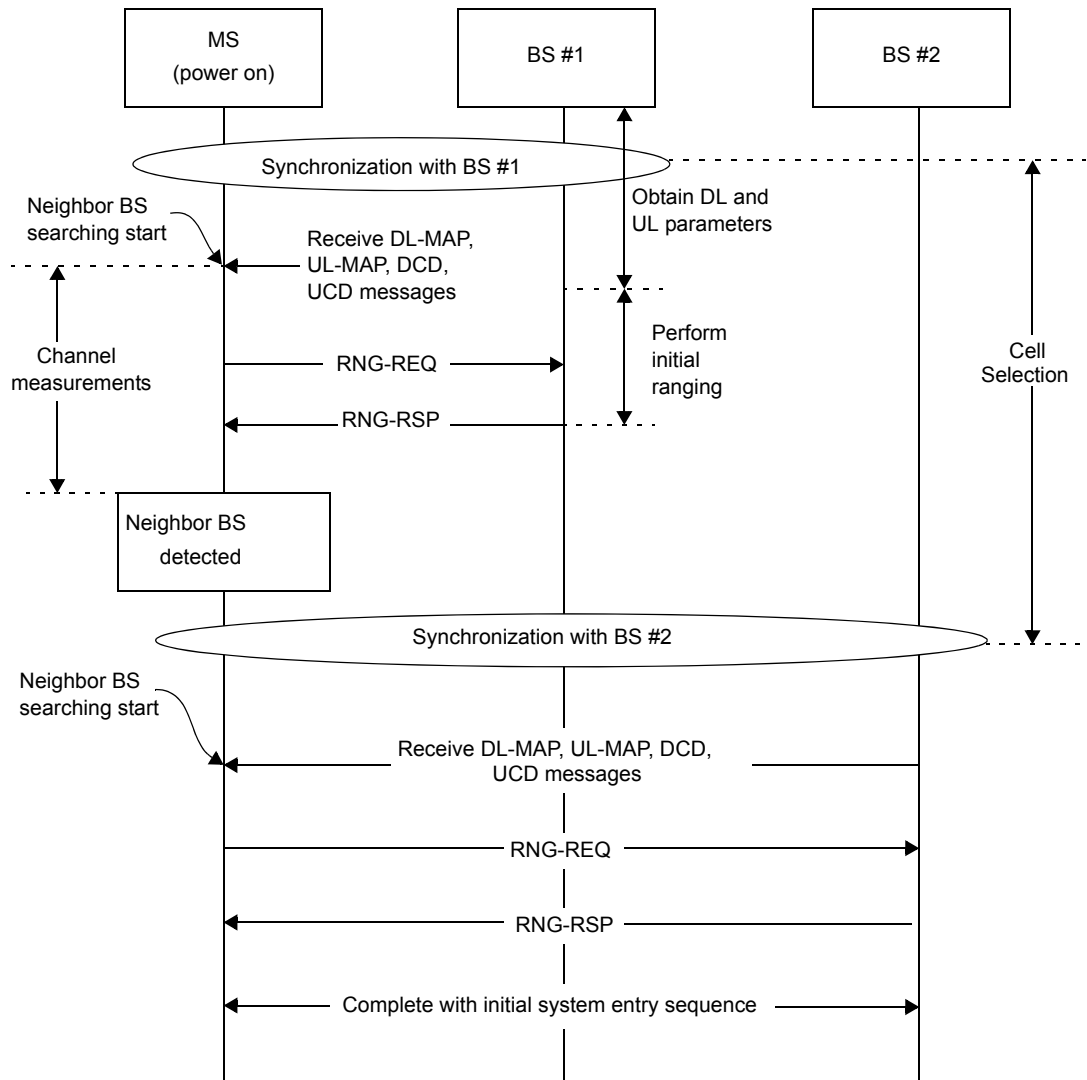 MS
(power on)
BS #1
BS #2
Synchronization with BS #1
Obtain DL and
UL parameters
Neighbor BS
searching start
Receive DL-MAP,
UL-MAP, DCD,
UCD messages
Channel
measurements
RNG-REQ
Perform
initial
ranging
Cell
Selection
RNG-RSP
Neighbor BS
detected
Synchronization with BS #2
Neighbor BS
searching start
Receive DL-MAP, UL-MAP, DCD,
UCD messages
RNG-REQ
RNG-RSP
Complete with initial system entry sequence